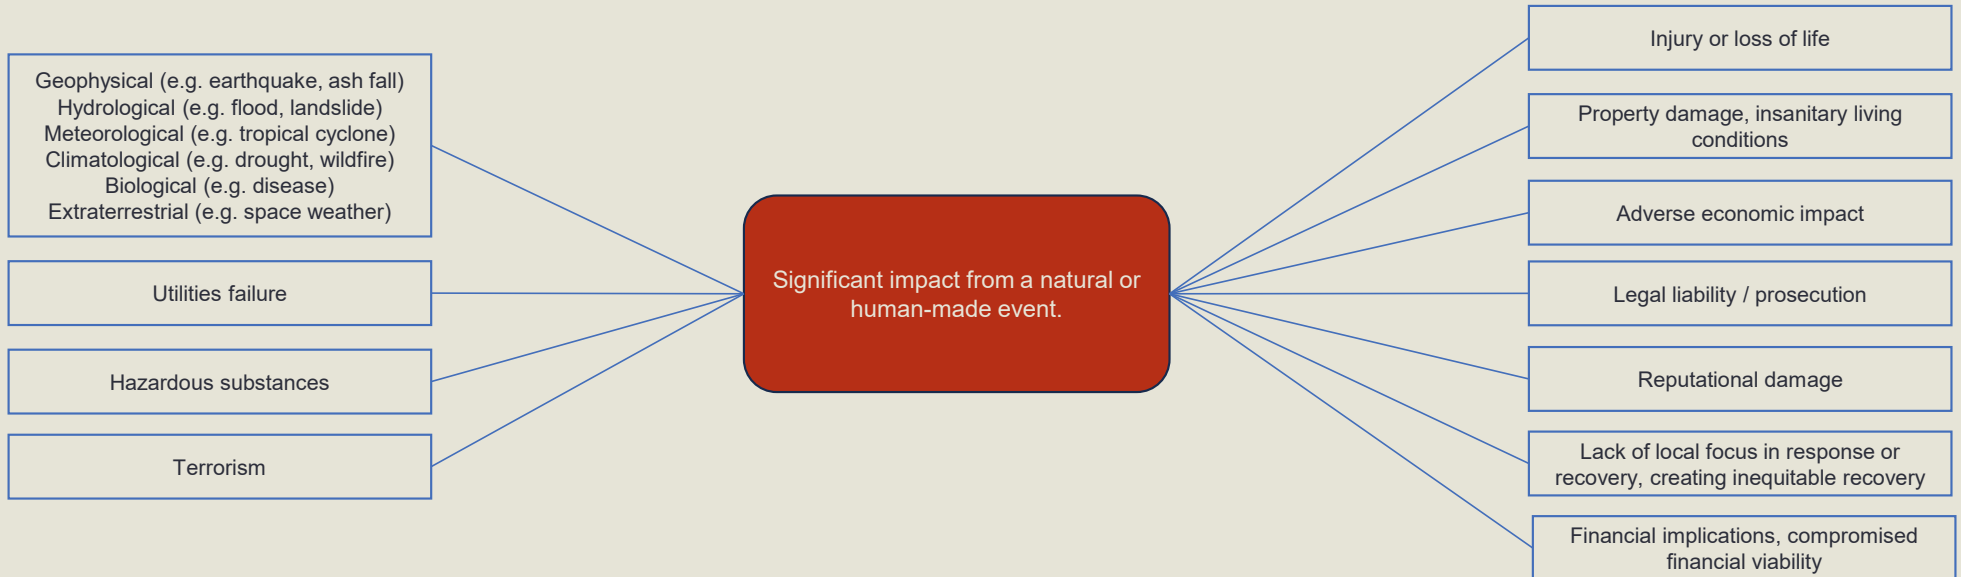 Geophysical (e.g. earthquake, ash fall)
Hydrological (e.g. flood, landslide)
Meteorological (e.g. tropical cyclone)
Climatological (e.g. drought, wildfire)
Biological (e.g. disease)
Extraterrestrial (e.g. space weather)
Utilities failure
Hazardous substances
Terrorism
Significant impact from a natural or
human-made event.
Injury or loss of life
Property damage, insanitary living
conditions
Adverse economic impact
Legal liability / prosecution
Reputational damage
Lack of local focus in response or
recovery, creating inequitable recovery
Financial implications, compromised
financial viability